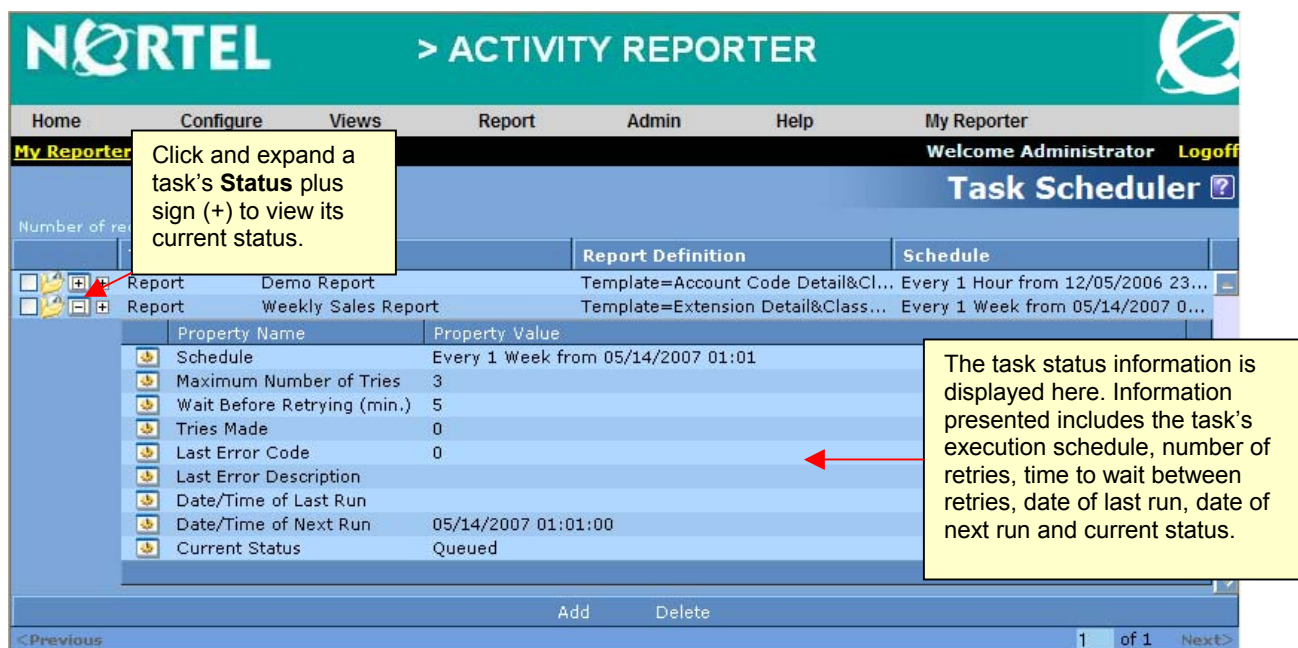 NORTEL > ACTIVITY REPORTER
Home Configure Views Report Admin Help My Reporter
My Reporter Welcome Administrator Logoff
Task Scheduler ?
Click and expand a
task's Status plus
sign (+) to view its
current status.
Number of
Report Definition Schedule
Report Demo Report Template=Account Code Detail&Cl... Every 1 Hour from 12/05/2006 23...
Report Weekly Sales Report Template=Extension Detail&Class... Every 1 Week from 05/14/2007 0...
Property Name Property Value
Schedule Every 1 Week from 05/14/2007 01:01
Maximum Number of Tries 3
Wait Before Retrying (min.) 5
Tries Made 0
Last Error Code 0
Last Error Description
Date/Time of Last Run
Date/Time of Next Run 05/14/2007 01:01:00
Current Status Queued
The task status information is
displayed here. Information
presented includes the task's
execution schedule, number of
retries, time to wait between
retries, date of last run, date of
next run and current status.
Add Delete
<Previous 1 of 1 Next>